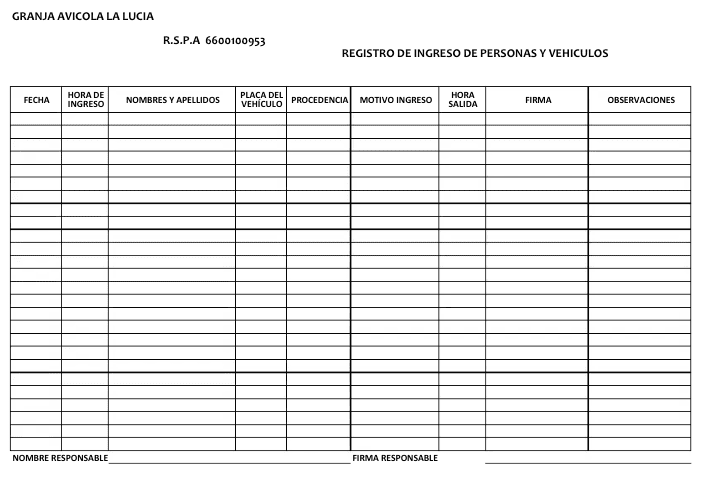 GRANJA AVICOLA LA LUCIA
R.S.P.A 6600100953
REGISTRO DE INGRESO DE PERSONAS Y VEHICULOS
FECHA
HORA DE
INGRESO
NOMBRES Y APELLIDOS
PLACA DEL
VEHÍCULO
PROCEDENCIA
MOTIVO INGRESO
HORA
SALIDA
FIRMA
OBSERVACIONES
NOMBRE RESPONSABLE
FIRMA RESPONSABLE